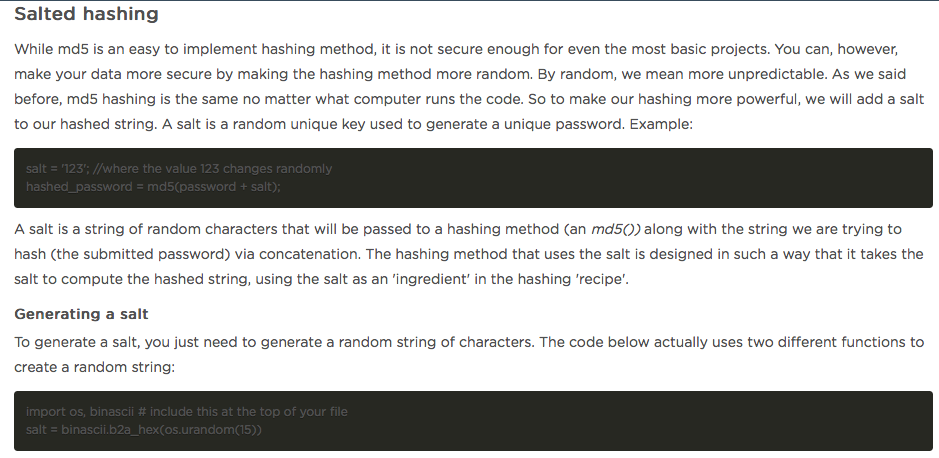 Salted hashing
While md5 is an easy to implement hashing method, it is not secure enough for even the most basic projects. You can, however,
make your data more secure by making the hashing method more random. By random, we mean more unpredictable. As we said
before, md5 hashing is the same no matter what computer runs the code. So to make our hashing more powerful, we will add a salt
to our hashed string. A salt is a random unique key used to generate a unique password. Example:
salt = '123'; //where the value 123 changes randomly
hashed_password = md5(password + salt);
A salt is a string of random characters that will be passed to a hashing method (an md5()) along with the string we are trying to
hash (the submitted password) via concatenation. The hashing method that uses the salt is designed in such a way that it takes the
salt to compute the hashed string, using the salt as an 'ingredient' in the hashing 'recipe'.
Generating a salt
To generate a salt, you just need to generate a random string of characters. The code below actually uses two different functions to
create a random string:
import os, binascii # include this at the top of your file
salt = binascii.b2a_hex(os.urandom(15))